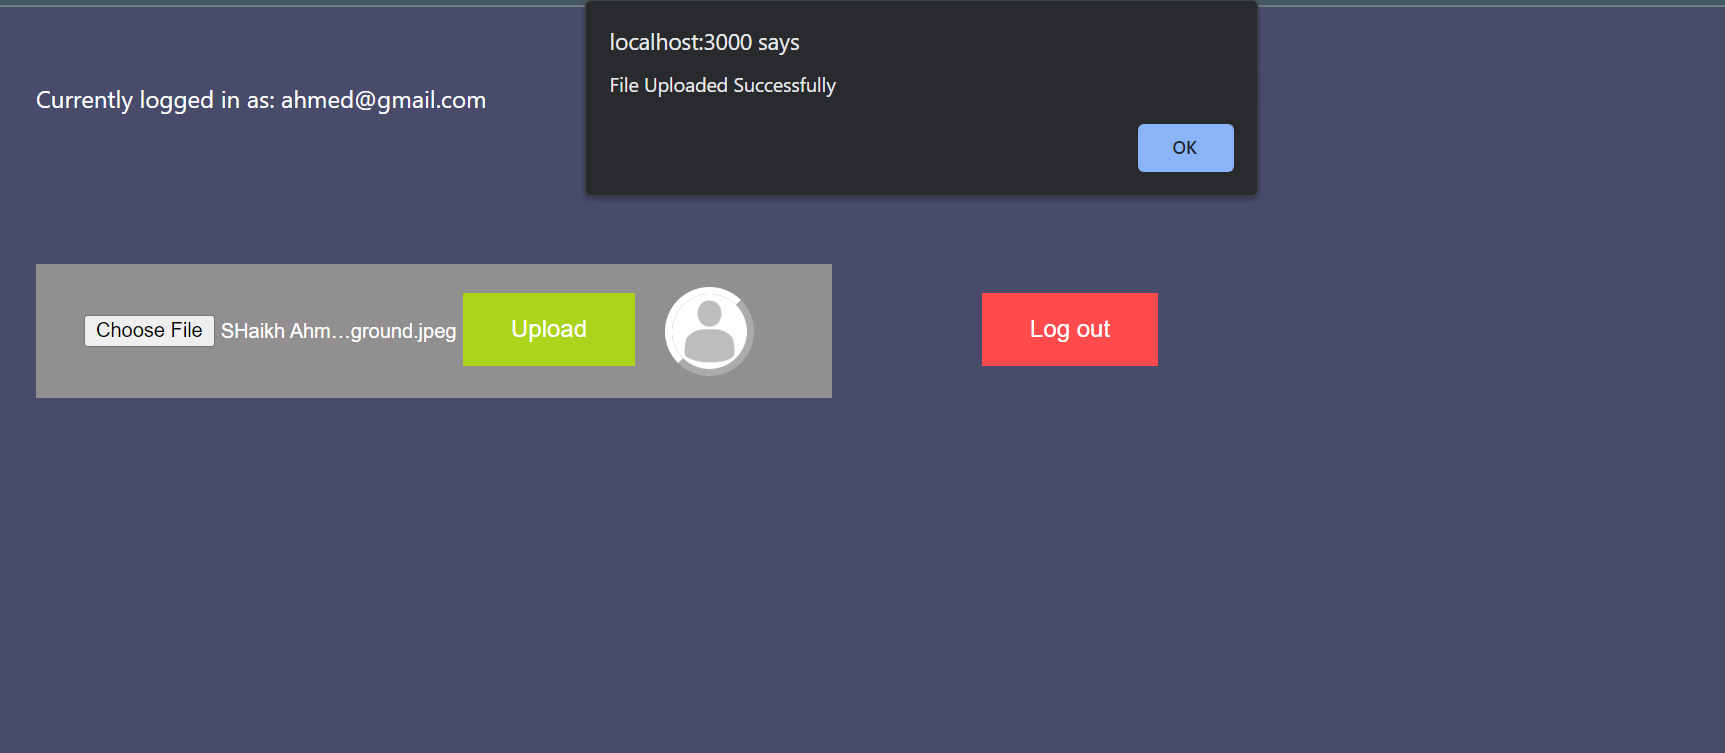 localhost:3000 says
File Uploaded Successfully
OK
Currently logged in as: ahmed@gmail.com
Choose File SHaikh Ahm...ground.jpeg Upload Log out